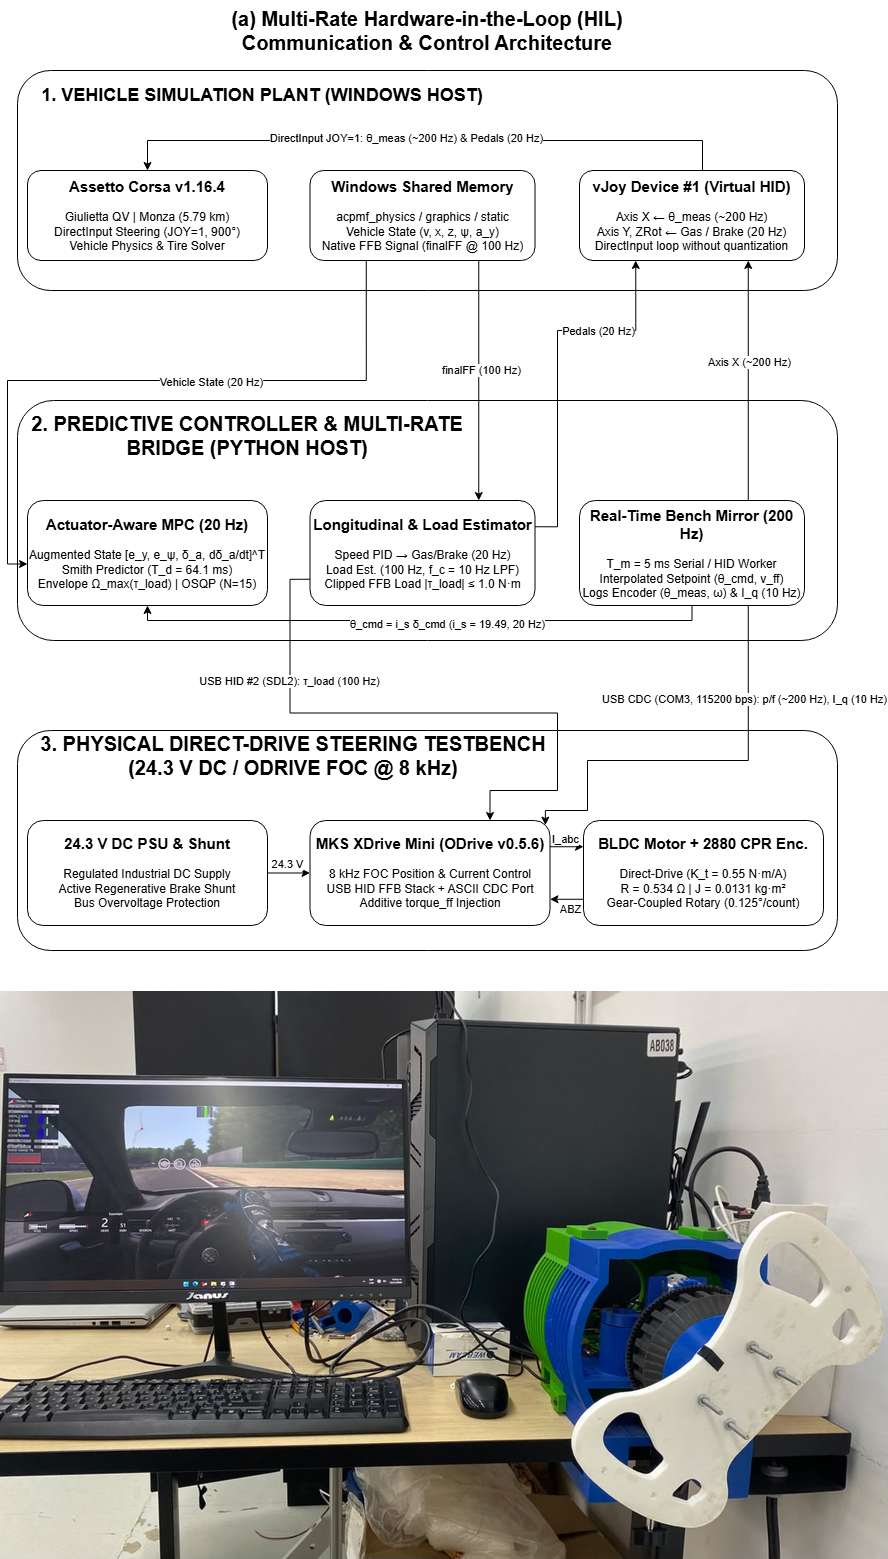 (a) Multi-Rate Hardware-in-the-Loop (HIL)
Communication & Control Architecture
1. VEHICLE SIMULATION PLANT (WINDOWS HOST)
DirectInput JOY=1: θ_meas (~200 Hz) & Pedals (20 Hz)
Assetto Corsa v1.16.4
Giulietta QV | Monza (5.79 km)
DirectInput Steering (JOY=1, 900°)
Vehicle Physics & Tire Solver
Windows Shared Memory
acpmf_physics / graphics / static
Vehicle State (v, x, z, ψ, a_y)
Native FFB Signal (finalFF @ 100 Hz)
vJoy Device #1 (Virtual HID)
Axis X ← θ_meas (~200 Hz)
Axis Y, ZRot ← Gas / Brake (20 Hz)
DirectInput loop without quantization
Pedals (20 Hz)
Axis X (~200 Hz)
finalFF (100 Hz)
Vehicle State (20 Hz)
2. PREDICTIVE CONTROLLER & MULTI-RATE
BRIDGE (PYTHON HOST)
Actuator-Aware MPC (20 Hz)
Augmented State [e_y, e_ψ, δ_a, dδ_a/dt]^T
Smith Predictor (T_d = 64.1 ms)
Envelope Ω_max(τ_load) | OSQP (N=15)
Longitudinal & Load Estimator
Speed PID → Gas/Brake (20 Hz)
Load Est. (100 Hz, f_c = 10 Hz LPF)
Clipped FFB Load |τ_load| ≤ 1.0 N·m
Real-Time Bench Mirror (200
Hz)
T_m = 5 ms Serial / HID Worker
Interpolated Setpoint (θ_cmd, v_ff)
Logs Encoder (θ_meas, ω) & I_q (10 Hz)
θ_cmd = i_s δ_cmd (i_s = 19.49, 20 Hz)
USB HID #2 (SDL2): τ_load (100 Hz)
USB CDC (COM3, 115200 bps): p/f (~200 Hz), I_q (10 Hz)
3. PHYSICAL DIRECT-DRIVE STEERING TESTBENCH
(24.3 V DC / ODRIVE FOC @ 8 kHz)
24.3 V DC PSU & Shunt
Regulated Industrial DC Supply
Active Regenerative Brake Shunt
Bus Overvoltage Protection
24.3 V
MKS XDrive Mini (ODrive v0.5.6)
8 kHz FOC Position & Current Control
USB HID FFB Stack + ASCII CDC Port
Additive torque_ff Injection
I_abc
ABZ
BLDC Motor + 2880 CPR Enc.
Direct-Drive (K_t = 0.55 N·m/A)
R = 0.534 Ω | J = 0.0131 kg·m²
Gear-Coupled Rotary (0.125°/count)
AB038
2
51
Janus
WEBCAM